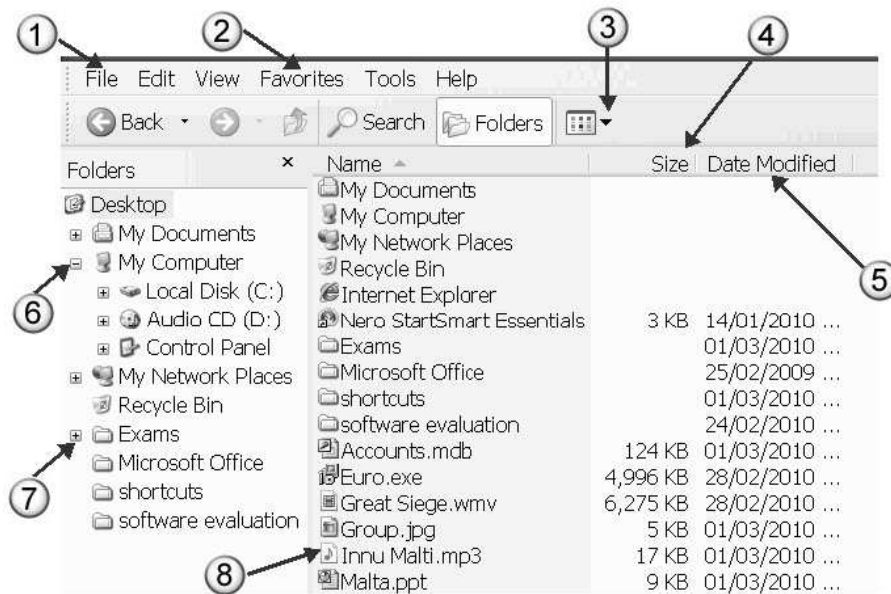 1 2 3 4
File Edit View Favorites Tools Help
Back Search Folders
Folders × Name Size Date Modified
Desktop My Documents
My Documents My Computer
My Computer My Network Places
Recycle Bin
Local Disk (C:) Internet Explorer
Audio CD (D:) Nero StartSmart Essentials 3 KB 14/01/2010 ...
Control Panel Exams 01/03/2010 ...
My Network Places Microsoft Office 25/02/2009 ...
Recycle Bin shortcuts 01/03/2010 ...
Exams software evaluation 24/02/2010 ...
Microsoft Office Accounts.mdb 124 KB 01/03/2010 ...
shortcuts Euro.exe 4,996 KB 28/02/2010 ...
software evaluation Great Siege.wmv 6,275 KB 28/02/2010 ...
Group.jpg 5 KB 01/03/2010 ...
Innu Malti.mp3 17 KB 01/03/2010 ...
Malta.ppt 9 KB 01/03/2010 ...
5
6
7
8